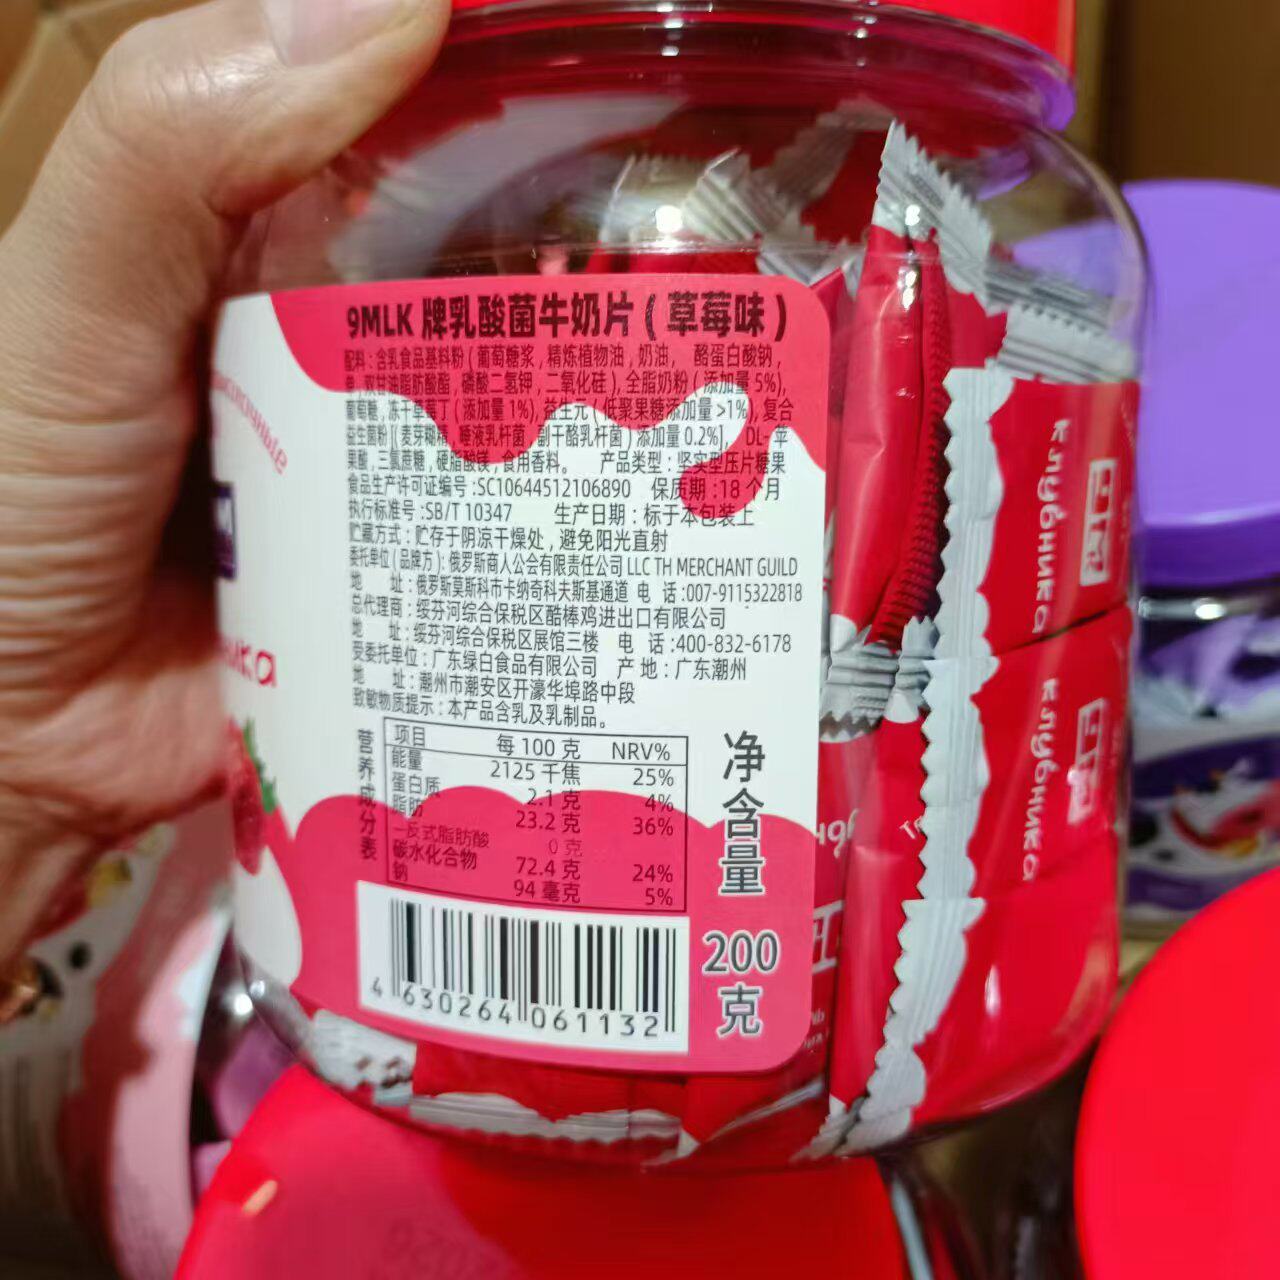 9MLK 牌乳酸菌牛奶片 ( 草莓味 )
配料 : 含乳食品基料粉 ( 葡萄糖浆 , 精炼植物油 , 奶油 , 酪蛋白酸钠 ,
单 , 双甘油脂肪酸酯 , 磷酸二氢钾 , 二氧化硅 ) , 全脂奶粉 ( 添加量 5%),
葡萄糖 , 冻干草莓丁 ( 添加量 1%), 益生元 ( 低聚果糖添加量 >1%), 复合
益生菌粉 [( 麦芽糊精 , 唾液乳杆菌 , 副干酪乳杆菌 ) 添加量 0.2%], DL- 苹
果酸 , 三氯蔗糖 , 硬脂酸镁 , 食用香料。 产品类型 : 坚实型压片糖果
食品生产许可证编号 :SC10644512106890 保质期 :18 个月
执行标准号 :SB/T 10347 生产日期 : 标于本包装上
贮藏方式 : 贮存于阴凉干燥处 , 避免阳光直射
委托单位 ( 品牌方 ) : 俄罗斯商人公会有限责任公司 LLC TH MERCHANT GUILD
地 址 : 俄罗斯莫斯科市卡纳奇科夫斯基通道 电 话 :007-9115322818
总代理商 : 绥芬河综合保税区酷棒鸡进出口有限公司
地 址 : 绥芬河综合保税区展馆三楼 电 话 :400-832-6178
受委托单位 : 广东绿白食品有限公司 产 地 : 广东潮州
地 址 : 潮州市潮安区开濠华埠路中段
致敏物质提示 : 本产品含乳及乳制品。
营养成分表
项目 每 100 克 NRV%
能量 2125 千焦 25%
蛋白质 2.1 克 4%
脂肪 23.2 克 36%
—反式脂肪酸 0 克
碳水化合物 72.4 克 24%
钠 94 毫克 5%
净含量
200
克
4 630264 061132
клубника
клубника